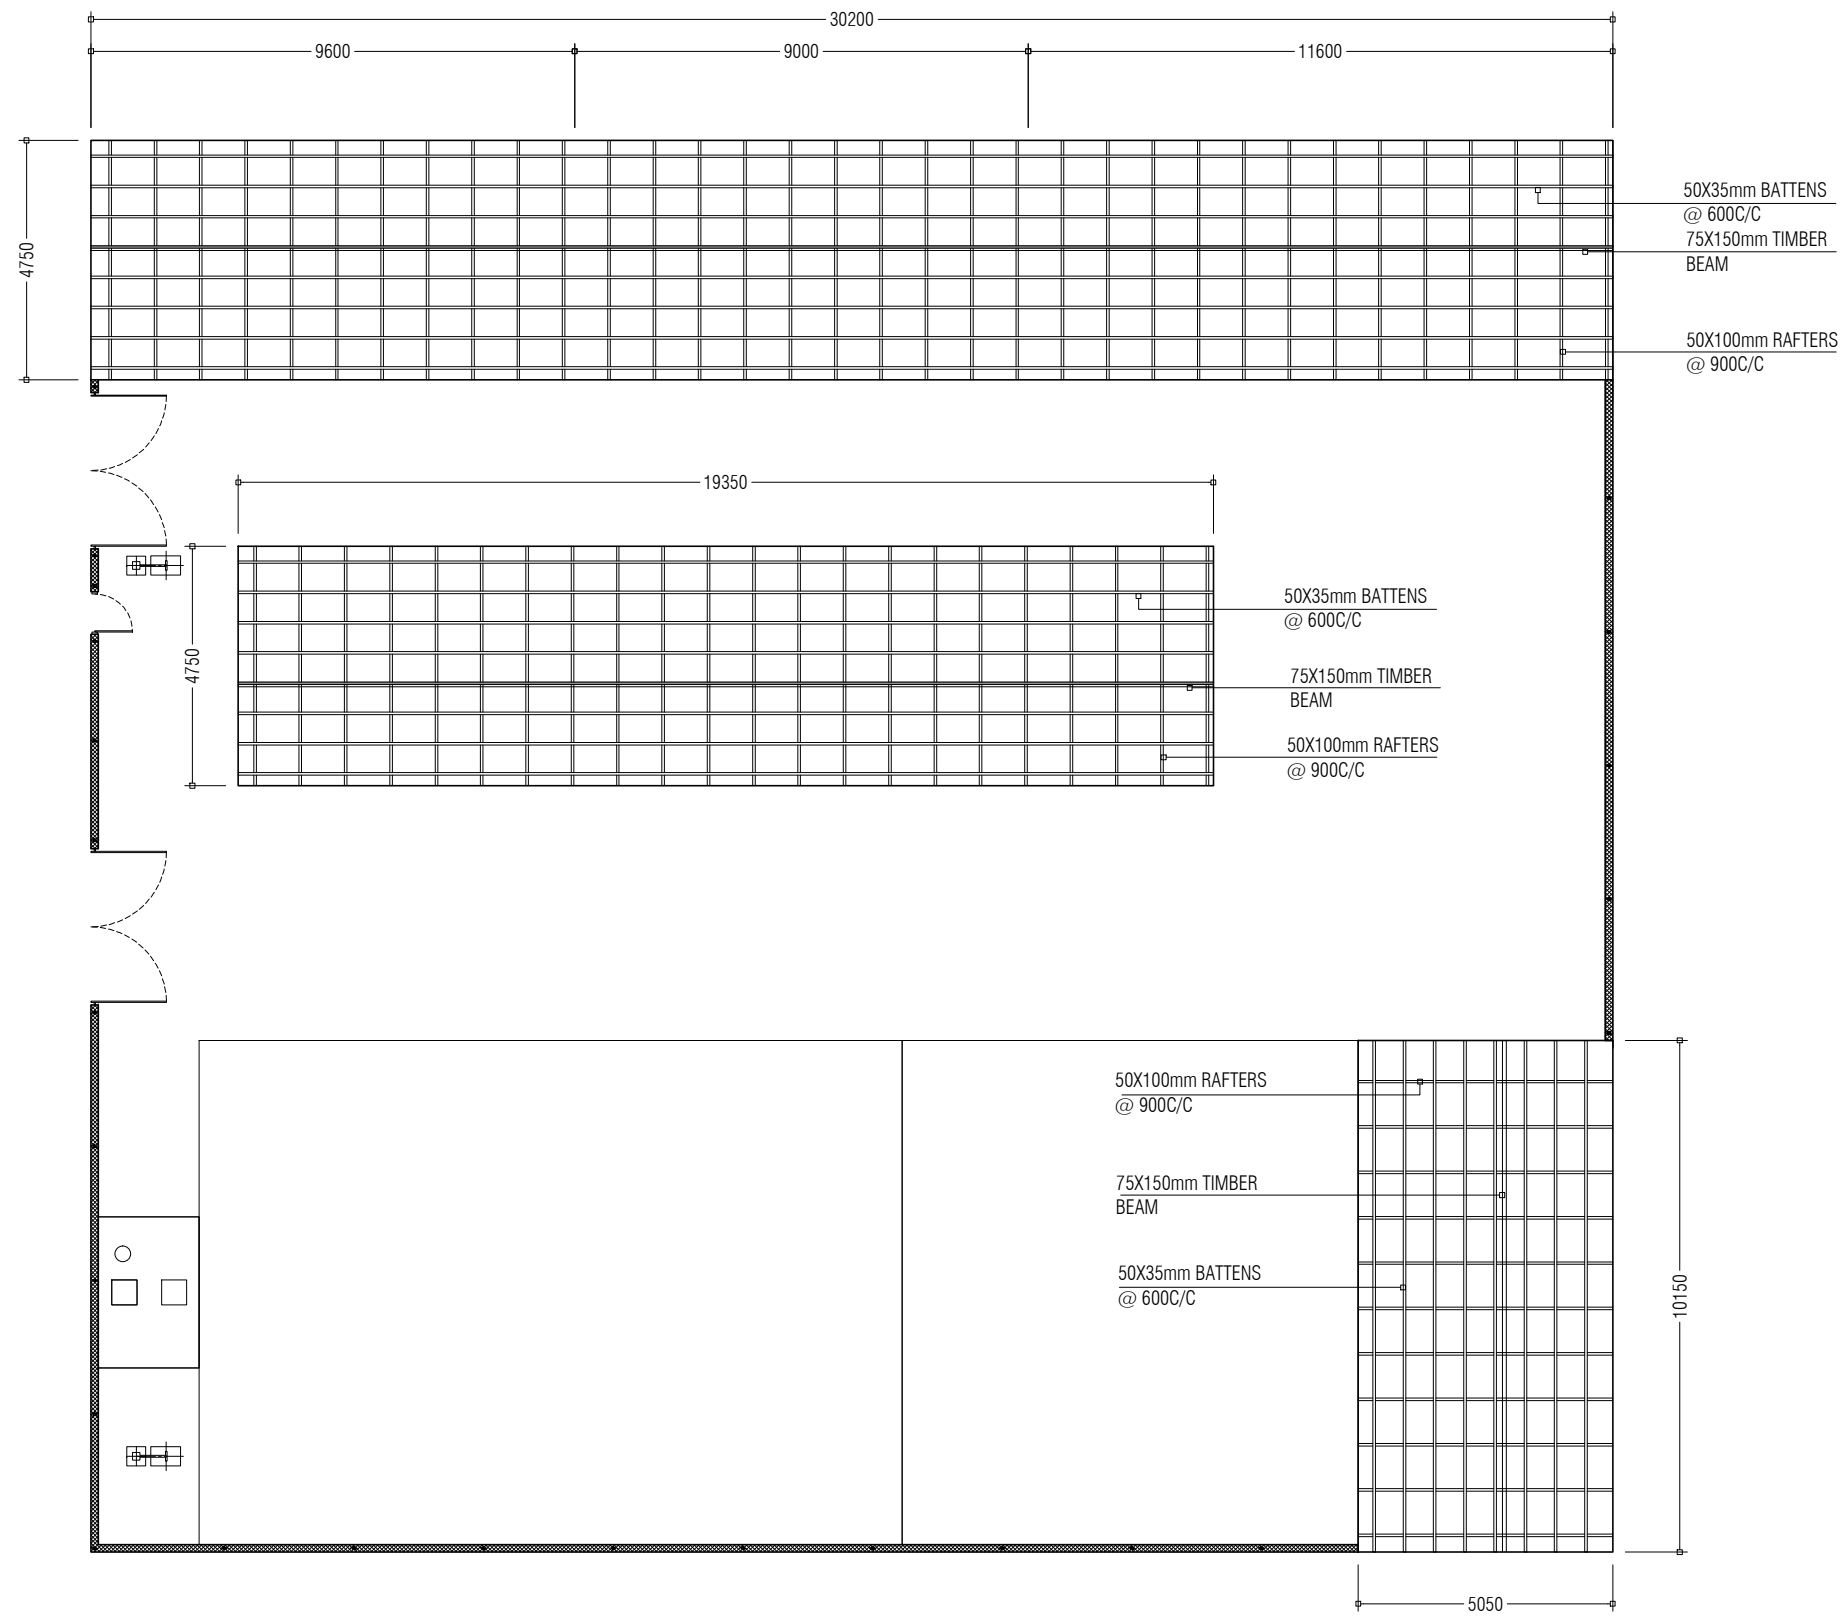 30200
9600
9000
11600
4750
50X35mm BATTENS
@ 600C/C
75X150mm TIMBER
BEAM
50X100mm RAFTERS
@ 900C/C
19350
4750
50X35mm BATTENS
@ 600C/C
75X150mm TIMBER
BEAM
50X100mm RAFTERS
@ 900C/C
50X100mm RAFTERS
@ 900C/C
75X150mm TIMBER
BEAM
50X35mm BATTENS
@ 600C/C
10150
5050